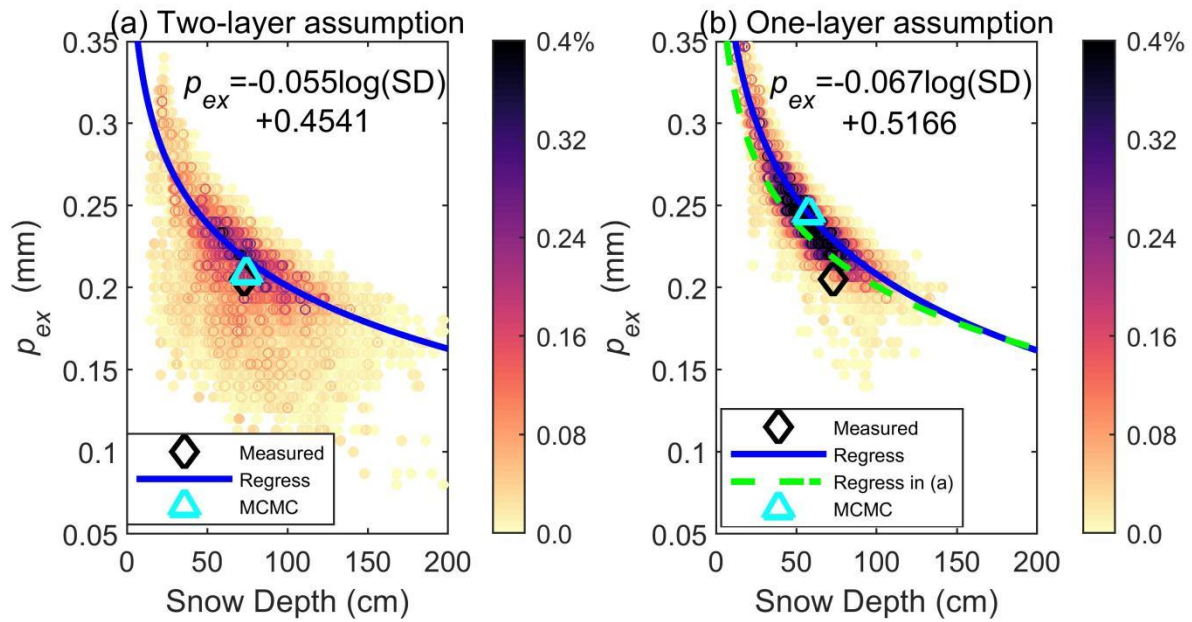 (a) Two-layer assumption
p_ex=-0.055log(SD)
+0.4541
0.35
0.3
0.25
0.2
0.15
0.1
0.05
p_ex (mm)
0
50
100
150
200
Snow Depth (cm)
Measured
Regress
MCMC
0.4%
0.32
0.24
0.16
0.08
0.0
(b) One-layer assumption
p_ex=-0.067log(SD)
+0.5166
0.35
0.3
0.25
0.2
0.15
0.1
0.05
p_ex (mm)
0
50
100
150
200
Snow Depth (cm)
Measured
Regress
Regress in (a)
MCMC
0.4%
0.32
0.24
0.16
0.08
0.0